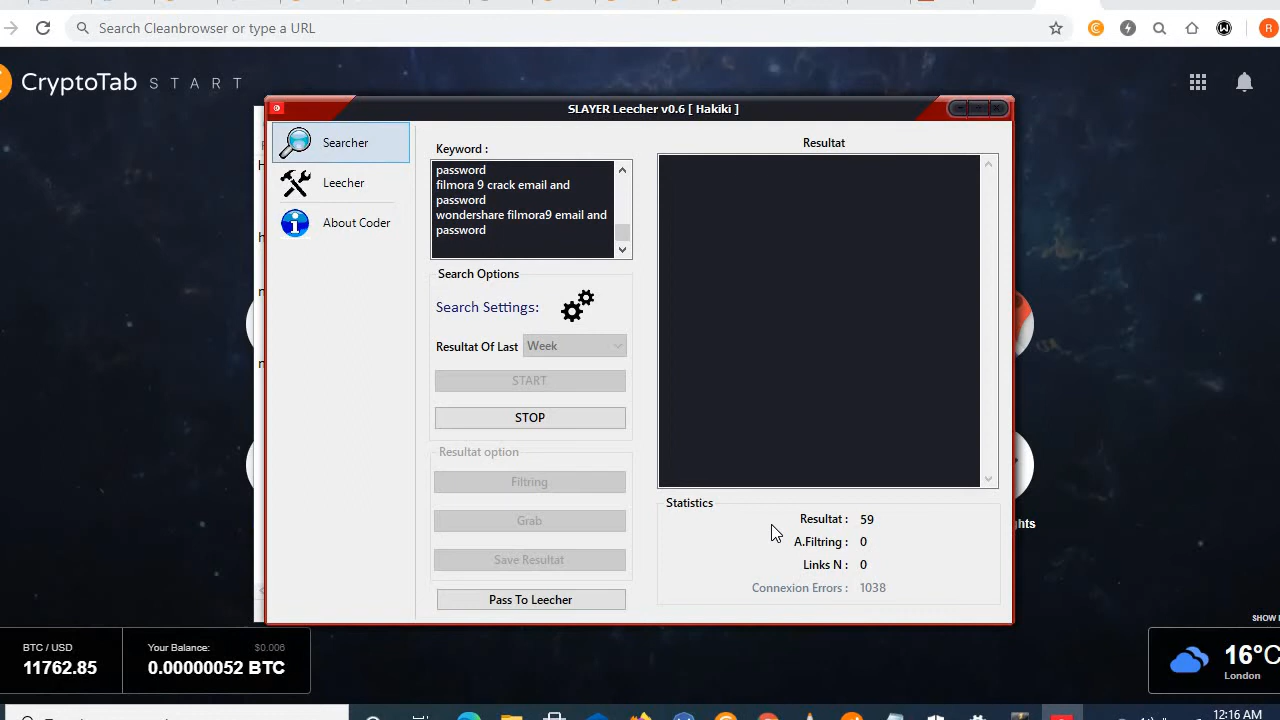 Search Cleanbrowser or type a URL
R
CryptoTab START
SLAYER Leecher v0.6 [ Hakiki ]
Searcher
Leecher
About Coder
Keyword :
password
filmora 9 crack email and
password
wondershare filmora9 email and
password
Search Options
Search Settings:
Resultat Of Last Week
START
STOP
Resultat option
Filtring
Grab
Save Resultat
Pass To Leecher
Resultat
Statistics
Resultat : 59
A.Filtring : 0
Links N : 0
Connexion Errors : 1038
BTC / USD
11762.85
Your Balance: $0.006
0.00000052 BTC
16°C
London
12:16 AM